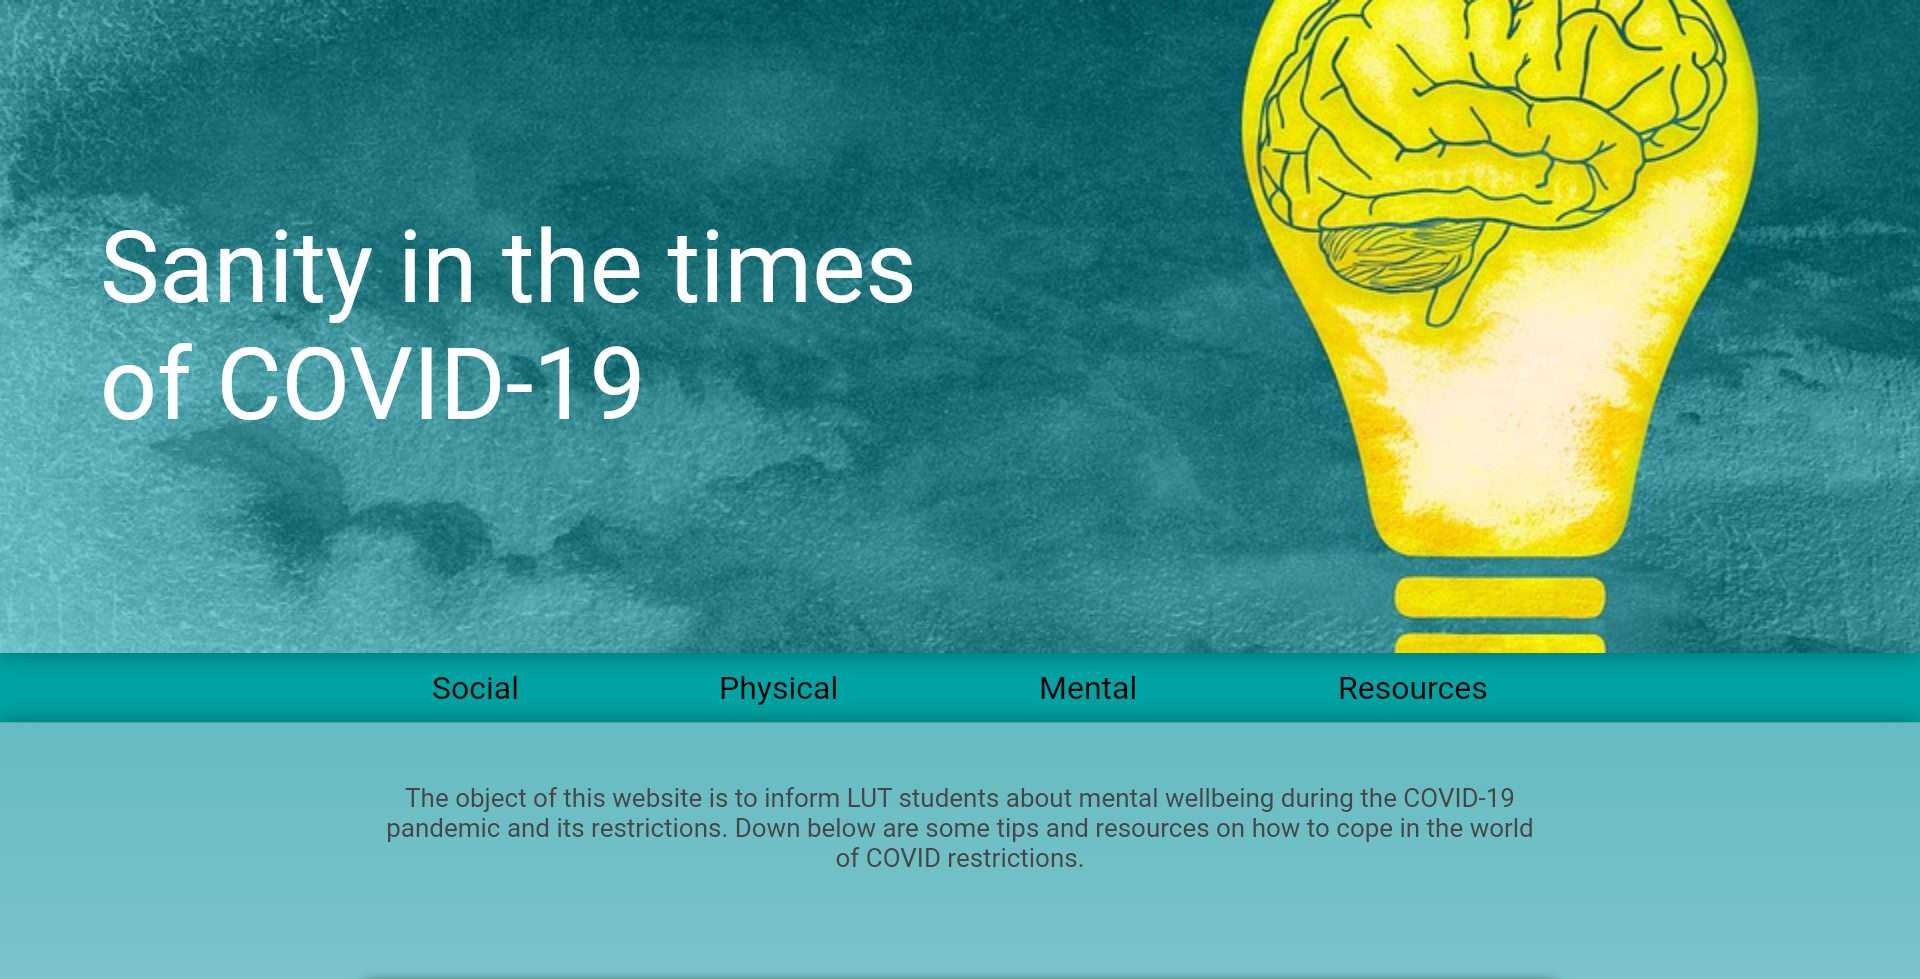 Sanity in the times
of COVID-19
Social Physical Mental Resources
The object of this website is to inform LUT students about mental wellbeing during the COVID-19
pandemic and its restrictions. Down below are some tips and resources on how to cope in the world
of COVID restrictions.